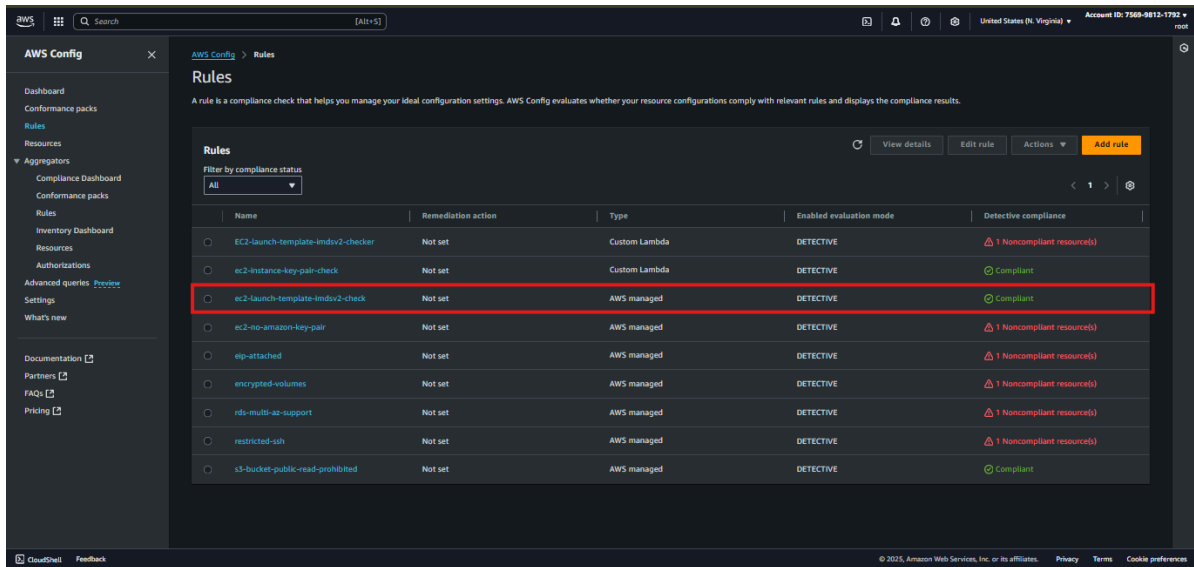 aws Search [Alt+S] United States (N. Virginia) ▼ Account ID: 7569-9812-1792 ▼
root
AWS Config
Dashboard
Conformance packs
Rules
Resources
▼ Aggregators
Compliance Dashboard
Conformance packs
Rules
Inventory Dashboard
Resources
Authorizations
Advanced queries Preview
Settings
What's new
Documentation
Partners
FAQs
Pricing
AWS Config > Rules
Rules
A rule is a compliance check that helps you manage your ideal configuration settings. AWS Config evaluates whether your resource configurations comply with relevant rules and displays the compliance results.
Rules View details Edit rule Actions ▼ Add rule
Filter by compliance status
All ▼ < 1 >
Name Remediation action Type Enabled evaluation mode Detective compliance
EC2-launch-template-imdsv2-checker Not set Custom Lambda DETECTIVE 1 Noncompliant resource(s)
ec2-instance-key-pair-check Not set Custom Lambda DETECTIVE Compliant
ec2-launch-template-imdsv2-check Not set AWS managed DETECTIVE Compliant
ec2-no-amazon-key-pair Not set AWS managed DETECTIVE 1 Noncompliant resource(s)
eip-attached Not set AWS managed DETECTIVE 1 Noncompliant resource(s)
encrypted-volumes Not set AWS managed DETECTIVE 1 Noncompliant resource(s)
rds-multi-az-support Not set AWS managed DETECTIVE 1 Noncompliant resource(s)
restricted-ssh Not set AWS managed DETECTIVE 1 Noncompliant resource(s)
s3-bucket-public-read-prohibited Not set AWS managed DETECTIVE Compliant
CloudShell Feedback © 2025, Amazon Web Services, Inc. or its affiliates. Privacy Terms Cookie preferences